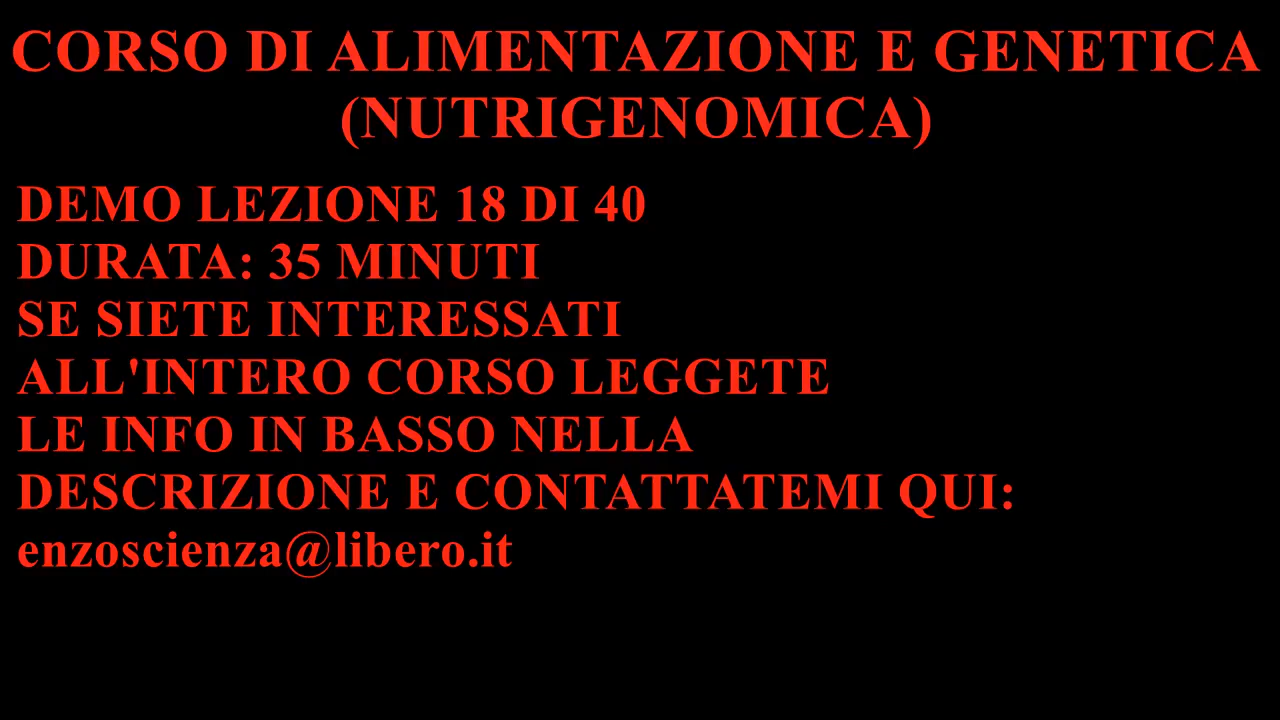 CORSO DI ALIMENTAZIONE E GENETICA
(NUTRIGENOMICA)
DEMO LEZIONE 18 DI 40
DURATA: 35 MINUTI
SE SIETE INTERESSATI
ALL'INTERO CORSO LEGGETE
LE INFO IN BASSO NELLA
DESCRIZIONE E CONTATTATEMI QUI:
enzoscienza@libero.it